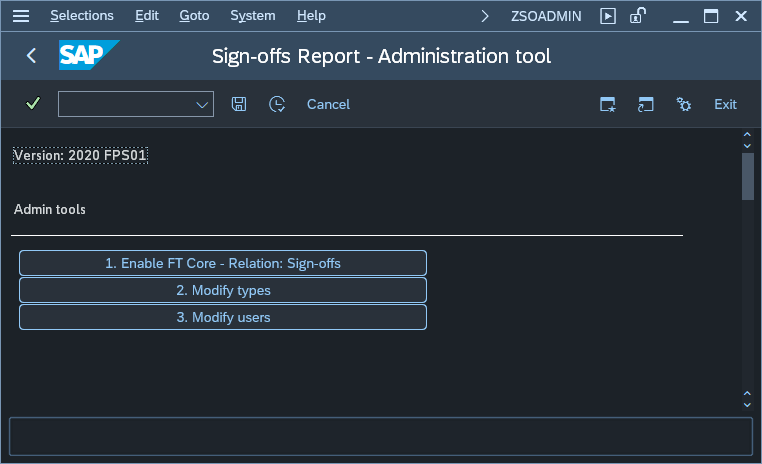 Selections Edit Goto System Help ZSOADMIN
SAP Sign-offs Report - Administration tool
Cancel Exit
Version: 2020 FPS01
Admin tools
1. Enable FT Core - Relation: Sign-offs
2. Modify types
3. Modify users